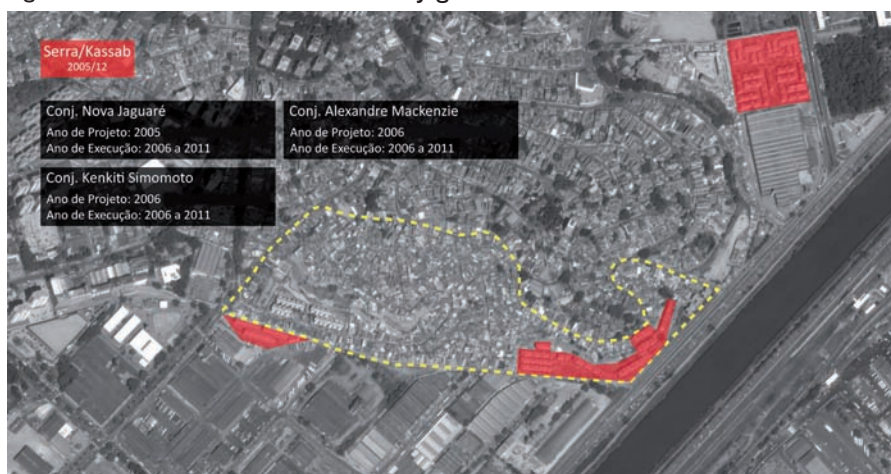 Serra/Kassab
2005/12
Conj. Nova Jaguaré
Ano de Projeto: 2005
Ano de Execução: 2006 a 2011
Conj. Alexandre Mackenzie
Ano de Projeto: 2006
Ano de Execução: 2006 a 2011
Conj. Kenkiti Simomoto
Ano de Projeto: 2006
Ano de Execução: 2006 a 2011